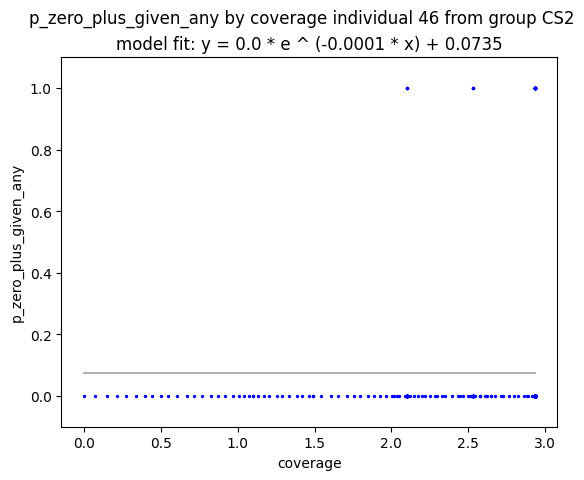 p_zero_plus_given_any by coverage individual 46 from group CS2
model fit: y = 0.0 * e ^ (-0.0001 * x) + 0.0735
p_zero_plus_given_any
1.0
0.8
0.6
0.4
0.2
0.0
0.0 0.5 1.0 1.5 2.0 2.5 3.0
coverage